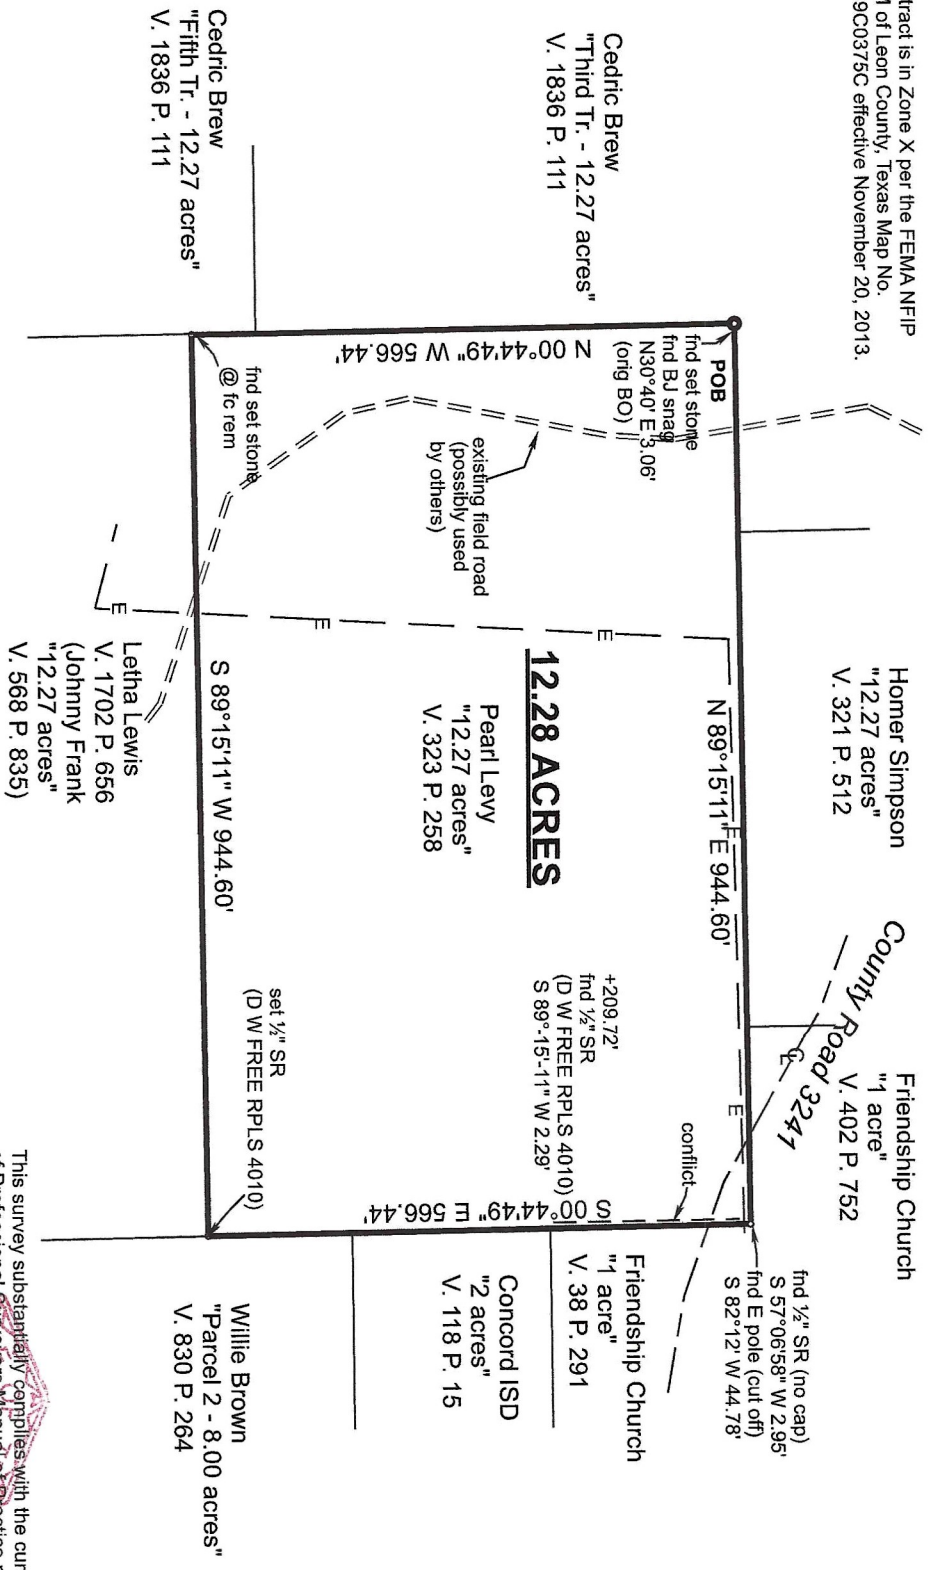 tract is in Zone X per the FEMA NFIP
of Leon County, Texas Map No.
9C0375C effective November 20, 2013.
Homer Simpson
"12.27 acres"
V. 321 P. 512
County Road 3241
Friendship Church
"1 acre"
V. 402 P. 752
Cedric Brew
"Third Tr. - 12.27 acres"
V. 1836 P. 111
POB
fnd set stone
fnd BJ snag
N30°40' E 3.06'
(orig BO)
N 89°15'11" E 944.60'
E
E
fnd ½" SR (no cap)
S 57°06'58" W 2.95'
fnd E pole (cut off)
S 82°12' W 44.78'
conflict
N 00°44'49" W 566.44'
existing field road
(possibly used
by others)
E
E
E
12.28 ACRES
Pearl Levy
"12.27 acres"
V. 323 P. 258
+209.72'
fnd ½" SR
(D W FREE RPLS 4010)
S 89°-15'-11" W 2.29'
S 00°44'49" E 566.44'
Friendship Church
"1 acre"
V. 38 P. 291
Concord ISD
"2 acres"
V. 118 P. 15
Cedric Brew
"Fifth Tr. - 12.27 acres"
V. 1836 P. 111
fnd set stone
@ fc rem
S 89°15'11" W 944.60'
set ½" SR
(D W FREE RPLS 4010)
Willie Brown
"Parcel 2 - 8.00 acres"
V. 830 P. 264
Letha Lewis
V. 1702 P. 656
(Johnny Frank
"12.27 acres"
V. 568 P. 835)
This survey substantially complies with the
of Professional Manual of Practice